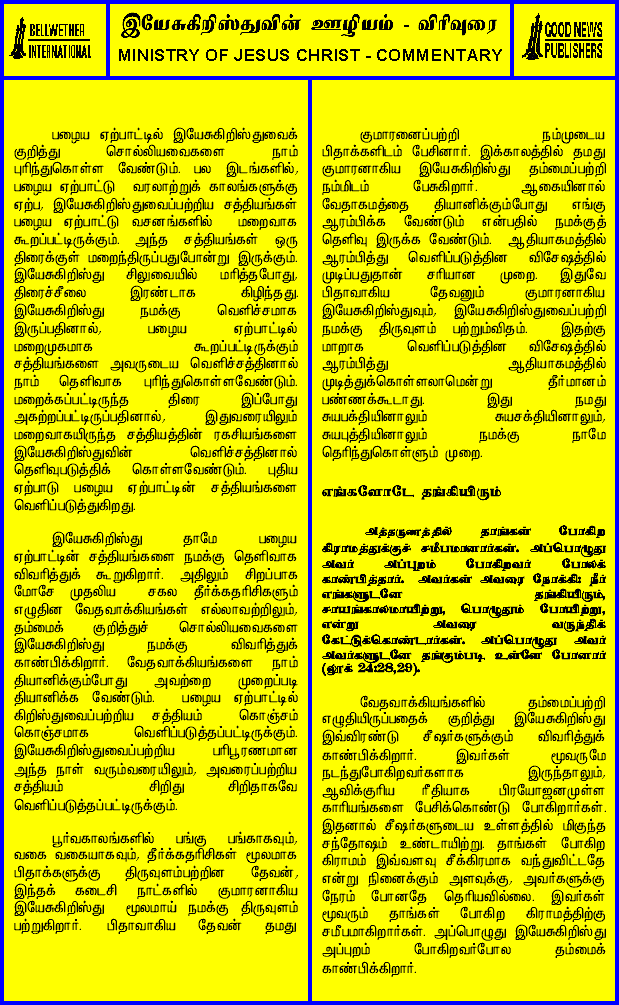 BELLWETHER
INTERNATIONAL
இயேசுகிறிஸ்துவின் ஊழியம் - விரிவுரை
MINISTRY OF JESUS CHRIST - COMMENTARY
GOOD NEWS
PUBLISHERS
பழைய ஏற்பாட்டில் இயேசுகிறிஸ்துவைக்
குறித்து சொல்லியவைகளை நாம்
புரிந்துகொள்ள வேண்டும். பல இடங்களில்,
பழைய ஏற்பாட்டு வரலாற்றுக் காலங்களுக்கு
ஏற்ப, இயேசுகிறிஸ்துவைப்பற்றிய சத்தியங்கள்
பழைய ஏற்பாட்டு வசனங்களில் மறைவாக
கூறப்பட்டிருக்கும். அந்த சத்தியங்கள் ஒரு
திரைக்குள் மறைந்திருப்பதுபோன்று இருக்கும்.
இயேசுகிறிஸ்து சிலுவையில் மரித்தபோது,
திரைச்சீலை இரண்டாக கிழிந்தது.
இயேசுகிறிஸ்து நமக்கு வெளிச்சமாக
இருப்பதினால், பழைய ஏற்பாட்டில்
மறைமுகமாக கூறப்பட்டிருக்கும்
சத்தியங்களை அவருடைய வெளிச்சத்தினால்
நாம் தெளிவாக புரிந்துகொள்ளவேண்டும்.
மறைக்கப்பட்டிருந்த திரை இப்போது
அகற்றப்பட்டிருப்பதினால், இதுவரையிலும்
மறைவாகயிருந்த சத்தியத்தின் ரகசியங்களை
இயேசுகிறிஸ்துவின் வெளிச்சத்தினால்
தெளிவுபடுத்திக் கொள்ளவேண்டும். புதிய
ஏற்பாடு பழைய ஏற்பாட்டின் சத்தியங்களை
வெளிப்படுத்துகிறது.
இயேசுகிறிஸ்து தாமே பழைய
ஏற்பாட்டின் சத்தியங்களை நமக்கு தெளிவாக
விவரித்துக் கூறுகிறார். அதிலும் சிறப்பாக
மோசே முதலிய சகல தீர்க்கதரிசிகளும்
எழுதின வேதவாக்கியங்கள் எல்லாவற்றிலும்,
தம்மைக் குறித்துச் சொல்லியவைகளை
இயேசுகிறிஸ்து நமக்கு விவரித்துக்
காண்பிக்கிறார். வேதவாக்கியங்களை நாம்
தியானிக்கும்போது அவற்றை முறைப்படி
தியானிக்க வேண்டும். பழைய ஏற்பாட்டில்
கிறிஸ்துவைப்பற்றிய சத்தியம் கொஞ்சம்
கொஞ்சமாக வெளிப்படுத்தப்பட்டிருக்கும்.
இயேசுகிறிஸ்துவைப்பற்றிய பரிபூரணமான
அந்த நாள் வரும்வரையிலும், அவரைப்பற்றிய
சத்தியம் சிறிது சிறிதாகவே
வெளிப்படுத்தப்பட்டிருக்கும்.
பூர்வகாலங்களில் பங்கு பங்காகவும்,
வகை வகையாகவும், தீர்க்கதரிசிகள் மூலமாக
பிதாக்களுக்கு திருவுளம்பற்றின தேவன்,
இந்தக் கடைசி நாட்களில் குமாரனாகிய
இயேசுகிறிஸ்து மூலமாய் நமக்கு திருவுளம்
பற்றுகிறார். பிதாவாகிய தேவன் தமது
குமாரனைப்பற்றி நம்முடைய
பிதாக்களிடம் பேசினார். இக்காலத்தில் தமது
குமாரனாகிய இயேசுகிறிஸ்து தம்மைப்பற்றி
நம்மிடம் பேசுகிறார். ஆகையினால்
வேதாகமத்தை தியானிக்கும்போது எங்கு
ஆரம்பிக்க வேண்டும் என்பதில் நமக்குத்
தெளிவு இருக்க வேண்டும். ஆதியாகமத்தில்
ஆரம்பித்து வெளிப்படுத்தின விசேஷத்தில்
முடிப்பதுதான் சரியான முறை. இதுவே
பிதாவாகிய தேவனும் குமாரனாகிய
இயேசுகிறிஸ்துவும், இயேசுகிறிஸ்துவைப்பற்றி
நமக்கு திருவுளம் பற்றும்விதம். இதற்கு
மாறாக வெளிப்படுத்தின விசேஷத்தில்
ஆரம்பித்து ஆதியாகமத்தில்
முடித்துக்கொள்ளலாமென்று தீர்மானம்
பண்ணக்கூடாது. இது நமது
சுயபக்தியினாலும் சுயசக்தியினாலும்,
சுயபுத்தியினாலும் நமக்கு நாமே
தெரிந்துகொள்ளும் முறை.
எங்களோடே தங்கியிரும்
அத்தருணத்தில் தாங்கள் போகிற
கிராமத்துக்குச் சமீபமானார்கள். அப்பொழுது
அவர் அப்புறம் போகிறவர் போலக்
காண்பித்தார். அவர்கள் அவரை நோக்கி: நீர்
எங்களுடனே தங்கியிரும்,
சாயங்காலமாயிற்று, பொழுதும் போயிற்று,
என்று அவரை வருந்திக்
கேட்டுக்கொண்டார்கள். அப்பொழுது அவர்
அவர்களுடனே தங்கும்படி உள்ளே போனார்
(லூக் 24:28,29).
வேதவாக்கியங்களில் தம்மைப்பற்றி
எழுதியிருப்பதைக் குறித்து இயேசுகிறிஸ்து
இவ்விரண்டு சீஷர்களுக்கும் விவரித்துக்
காண்பிக்கிறார். இவர்கள் மூவருமே
நடந்துபோகிறவர்களாக இருந்தாலும்,
ஆவிக்குரிய ரீதியாக பிரயோஜனமுள்ள
காரியங்களை பேசிக்கொண்டு போகிறார்கள்.
இதனால் சீஷர்களுடைய உள்ளத்தில் மிகுந்த
சந்தோஷம் உண்டாயிற்று. தாங்கள் போகிற
கிராமம் இவ்வளவு சீக்கிரமாக வந்துவிட்டதே
என்று நினைக்கும் அளவுக்கு, அவர்களுக்கு
நேரம் போனதே தெரியவில்லை. இவர்கள்
மூவரும் தாங்கள் போகிற கிராமத்திற்கு
சமீபமாகிறார்கள். அப்பொழுது இயேசுகிறிஸ்து
அப்புறம் போகிறவர்போல தம்மைக்
காண்பிக்கிறார்.